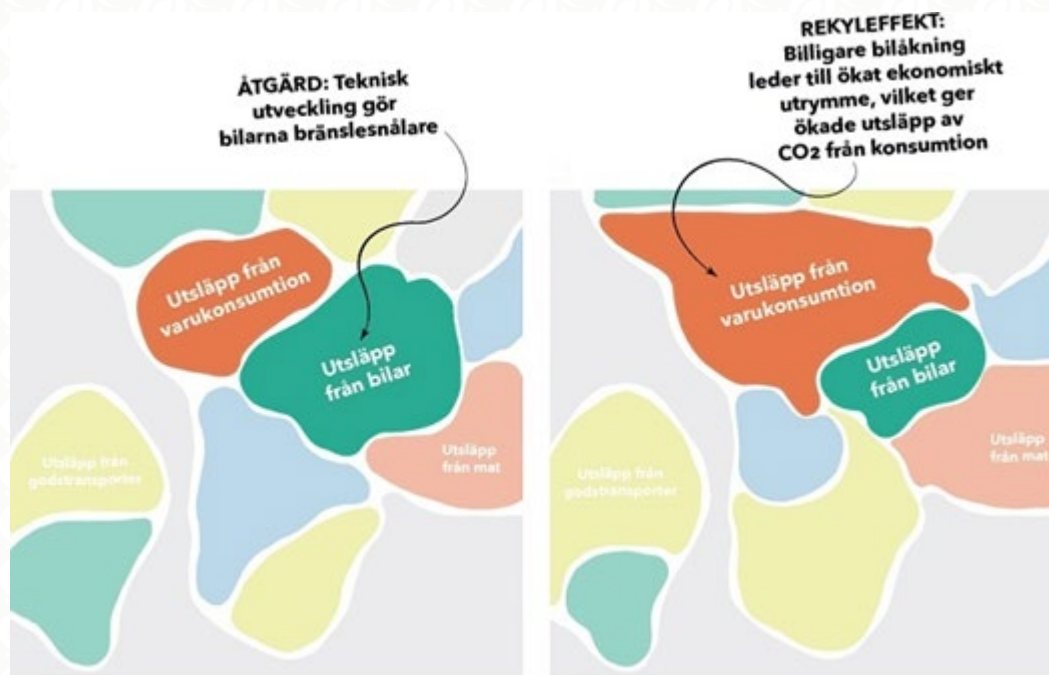 ÅTGÄRD: Teknisk
utveckling gör
bilarna bränslesnålare
Utsläpp från
varukonsumtion
Utsläpp
från bilar
Utsläpp från
godstransporter
Utsläpp
från mat
REKYLEFFEKT:
Billigare bilåkning
leder till ökat ekonomiskt
utrymme, vilket ger
ökade utsläpp av
CO2 från konsumtion
Utsläpp från
varukonsumtion
Utsläpp
från bilar
Utsläpp från
godstransporter
Utsläpp
från mat